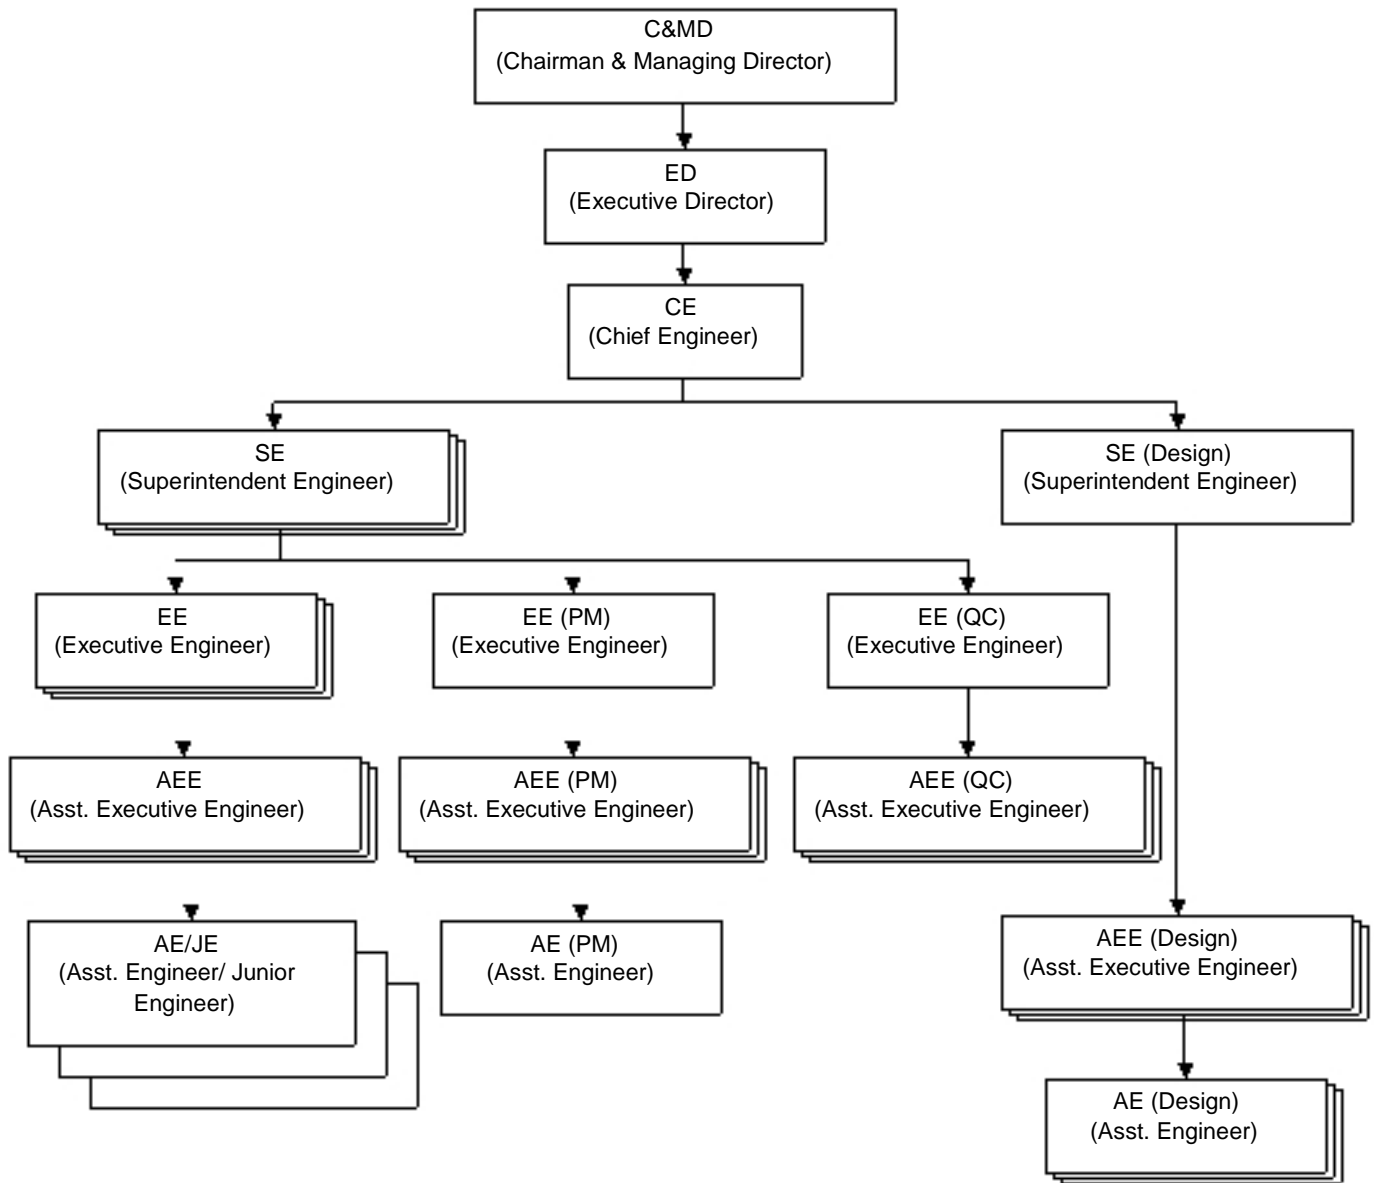 C&MD
(Chairman & Managing Director)
ED
(Executive Director)
CE
(Chief Engineer)
SE
(Superintendent Engineer)
SE (Design)
(Superintendent Engineer)
EE
(Executive Engineer)
EE (PM)
(Executive Engineer)
EE (QC)
(Executive Engineer)
AEE
(Asst. Executive Engineer)
AEE (PM)
(Asst. Executive Engineer)
AEE (QC)
(Asst. Executive Engineer)
AE/JE
(Asst. Engineer/ Junior
Engineer)
AE (PM)
(Asst. Engineer)
AEE (Design)
(Asst. Executive Engineer)
AE (Design)
(Asst. Engineer)